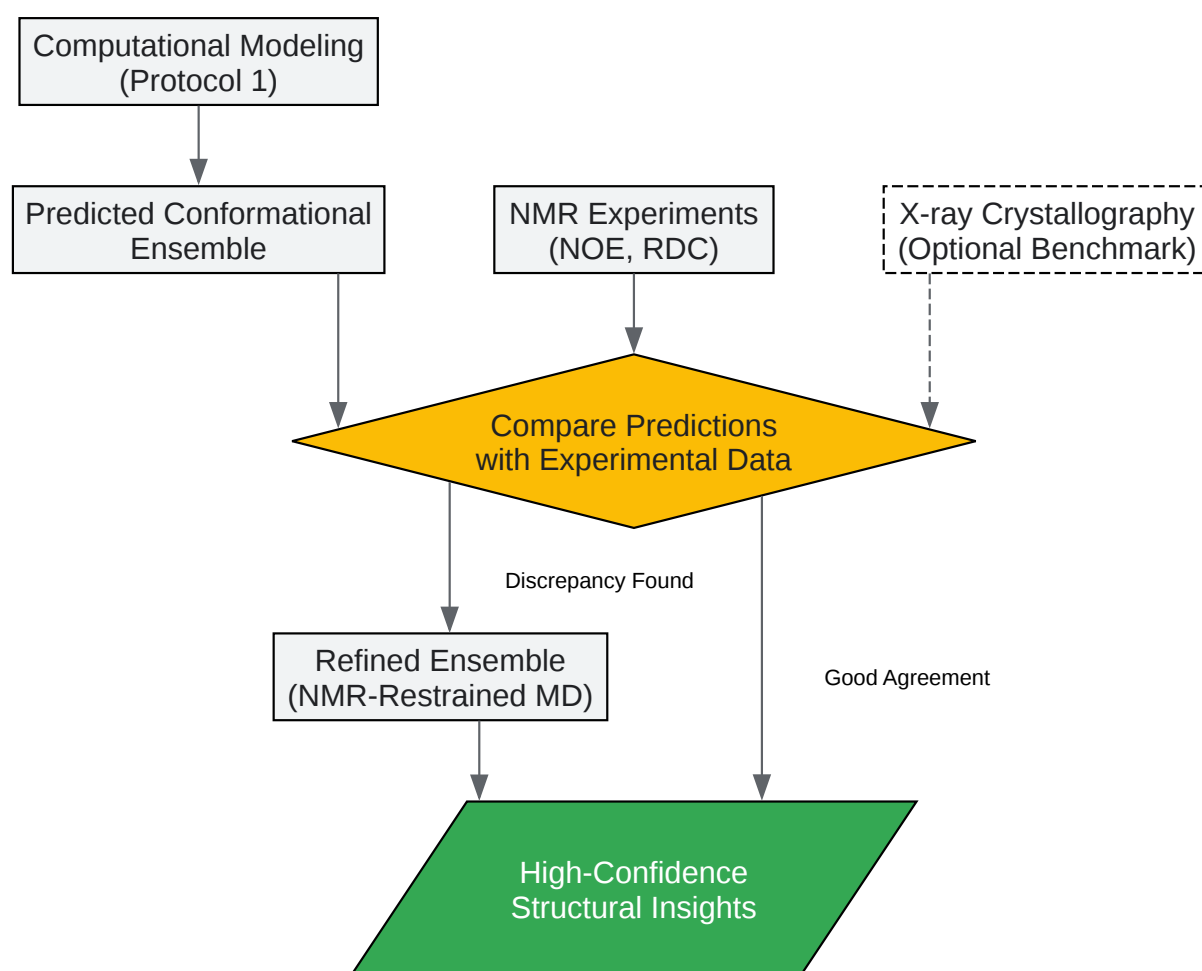 Computational Modeling
(Protocol 1)
Predicted Conformational
Ensemble
NMR Experiments
(NOE, RDC)
X-ray Crystallography
(Optional Benchmark)
Compare Predictions
with Experimental Data
Discrepancy Found
Refined Ensemble
(NMR-Restrained MD)
Good Agreement
High-Confidence
Structural Insights